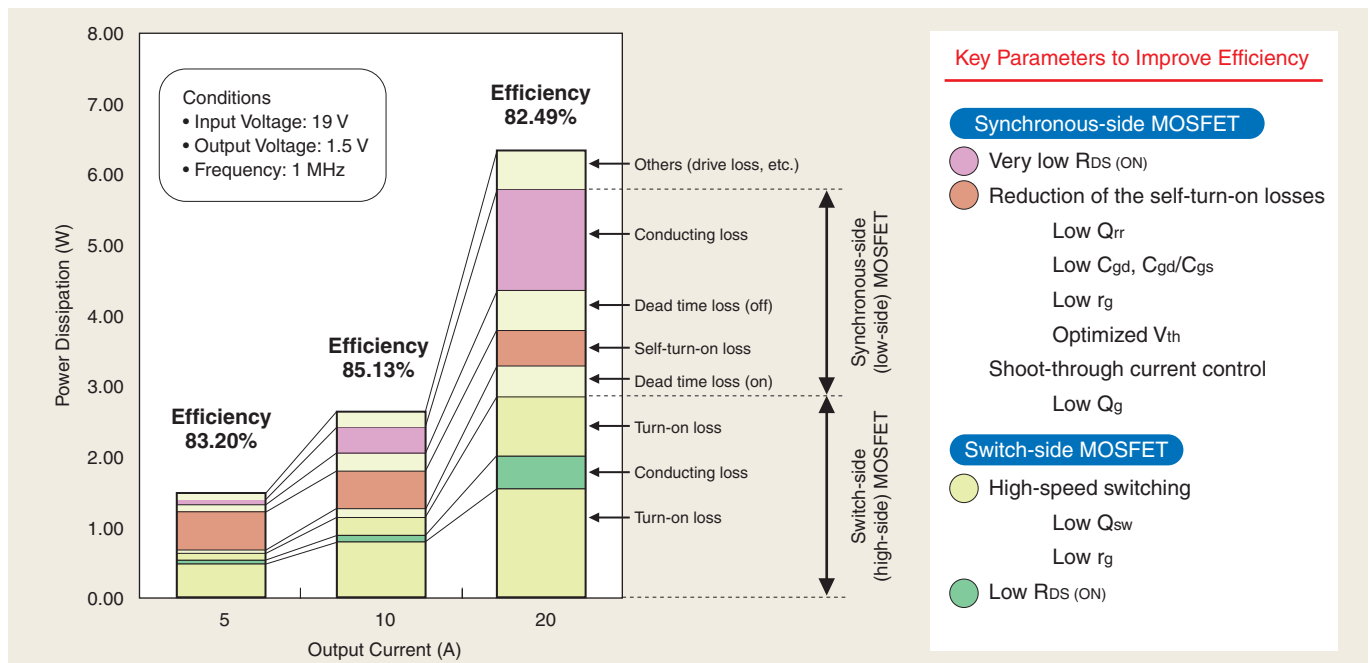 8.00
7.00
6.00
5.00
4.00
3.00
2.00
1.00
0.00
Power Dissipation (W)
Conditions
• Input Voltage: 19 V
• Output Voltage: 1.5 V
• Frequency: 1 MHz
Efficiency
83.20%
Efficiency
85.13%
Efficiency
82.49%
5
10
20
Output Current (A)
Others (drive loss, etc.)
Conducting loss
Dead time loss (off)
Self-turn-on loss
Dead time loss (on)
Turn-on loss
Conducting loss
Turn-on loss
Synchronous-side
(low-side) MOSFET
Switch-side
(high-side) MOSFET
Key Parameters to Improve Efficiency
Synchronous-side MOSFET
Very low RDS (ON)
Reduction of the self-turn-on losses
Low Qrr
Low Cgd, Cgd/Cgs
Low rg
Optimized Vth
Shoot-through current control
Low Qg
Switch-side MOSFET
High-speed switching
Low Qsw
Low rg
Low RDS (ON)